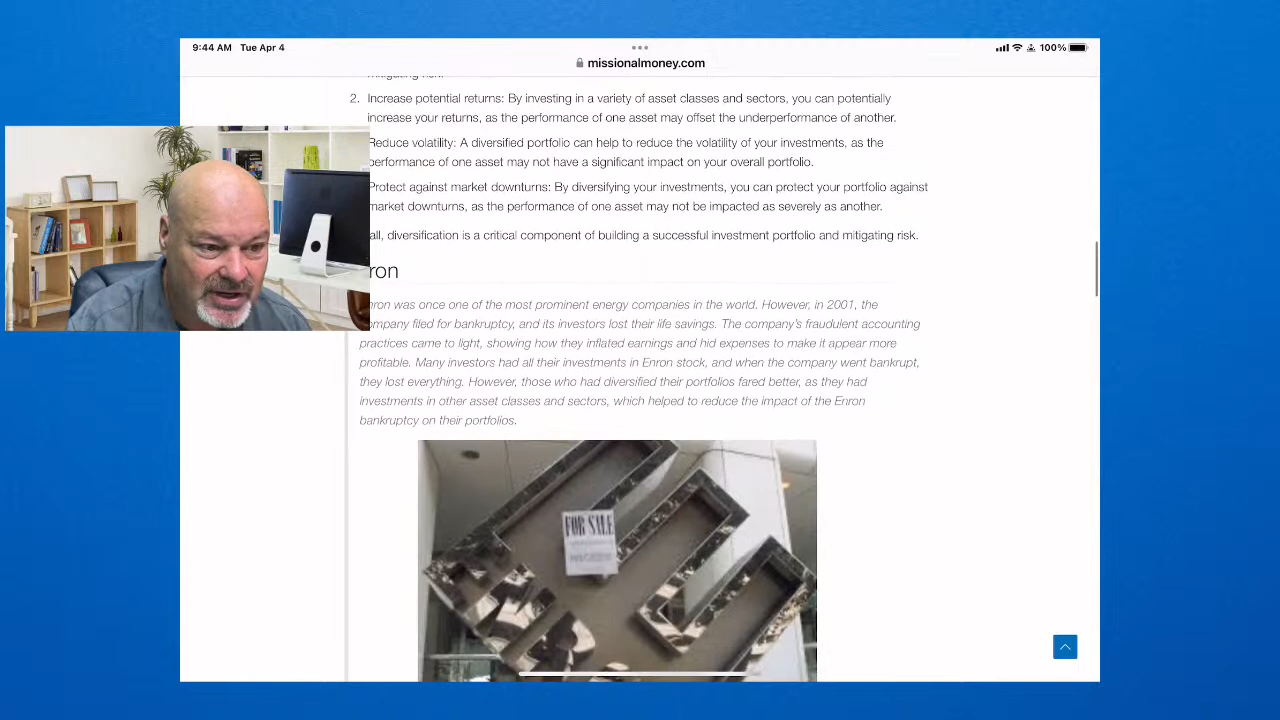 9:44 AM Tue Apr 4
100%
missionalmoney.com
mitigating risk.
2. Increase potential returns: By investing in a variety of asset classes and sectors, you can potentially
increase your returns, as the performance of one asset may offset the underperformance of another.
Reduce volatility: A diversified portfolio can help to reduce the volatility of your investments, as the
performance of one asset may not have a significant impact on your overall portfolio.
Protect against market downturns: By diversifying your investments, you can protect your portfolio against
market downturns, as the performance of one asset may not be impacted as severely as another.
all, diversification is a critical component of building a successful investment portfolio and mitigating risk.
ron
nron was once one of the most prominent energy companies in the world. However, in 2001, the
ompany filed for bankruptcy, and its investors lost their life savings. The company's fraudulent accounting
practices came to light, showing how they inflated earnings and hid expenses to make it appear more
profitable. Many investors had all their investments in Enron stock, and when the company went bankrupt,
they lost everything. However, those who had diversified their portfolios fared better, as they had
investments in other asset classes and sectors, which helped to reduce the impact of the Enron
bankruptcy on their portfolios.
FOR SALE